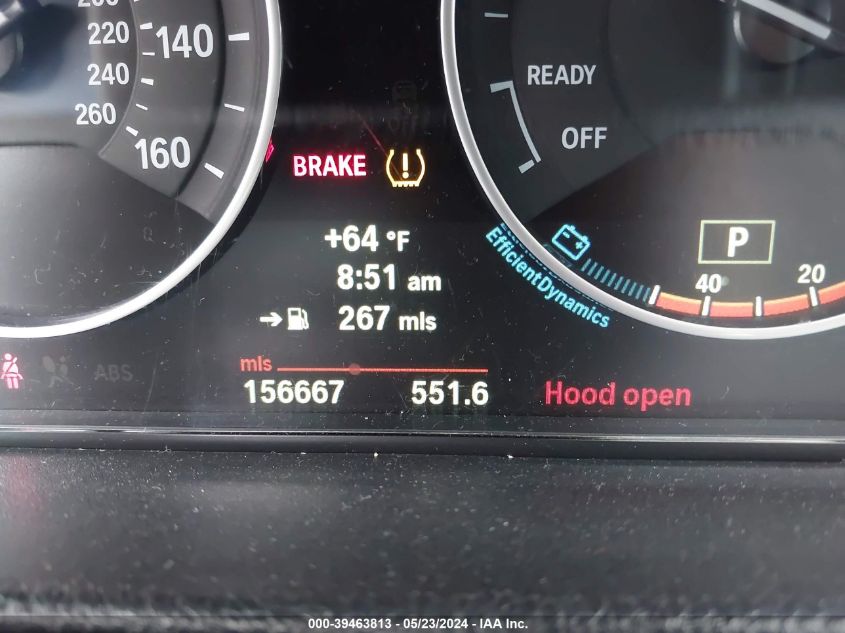 220
140
240
260
160
READY
OFF
BRAKE
+64 °F
8:51 am
267 mls
EfficientDynamics
P
40
20
ABS
mls
156667 551.6
Hood open
000-39463813 - 05/23/2024 - IAA Inc.